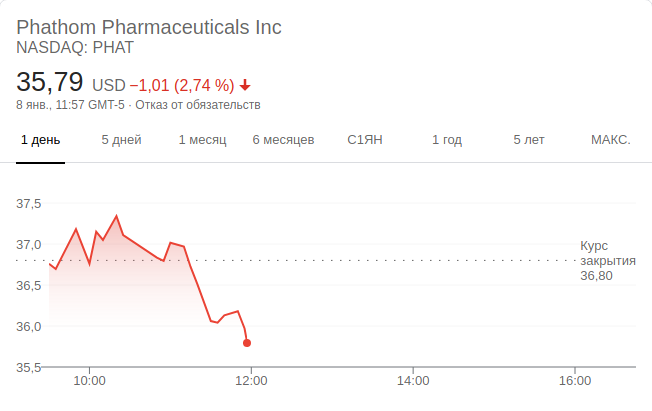 Phathom Pharmaceuticals Inc
NASDAQ: PHAT
35,79 USD −1,01 (2,74 %)
8 янв., 11:57 GMT-5 · Отказ от обязательств
1 день 5 дней 1 месяц 6 месяцев С1ЯН 1 год 5 лет МАКС.
37,5
37,0
36,5
36,0
35,5
Курс
закрытия
36,80
10:00 12:00 14:00 16:00